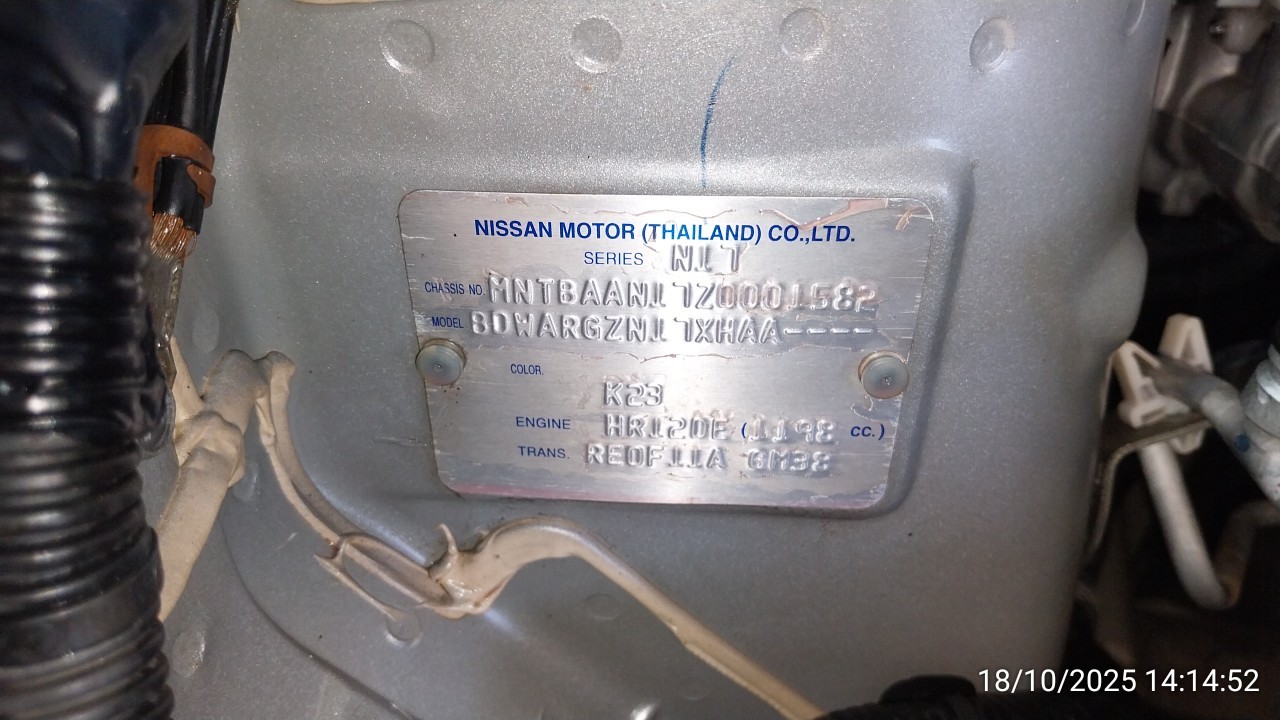 NISSAN MOTOR (THAILAND) CO.,LTD.
SERIES N17
CHASSIS NO. MNTBAAN17Z0001582
MODEL BDWARGZN17XHAA----
COLOR.
K23
ENGINE HR12DE (1198 cc.)
TRANS. RE0F11A GM38
18/10/2025 14:14:52